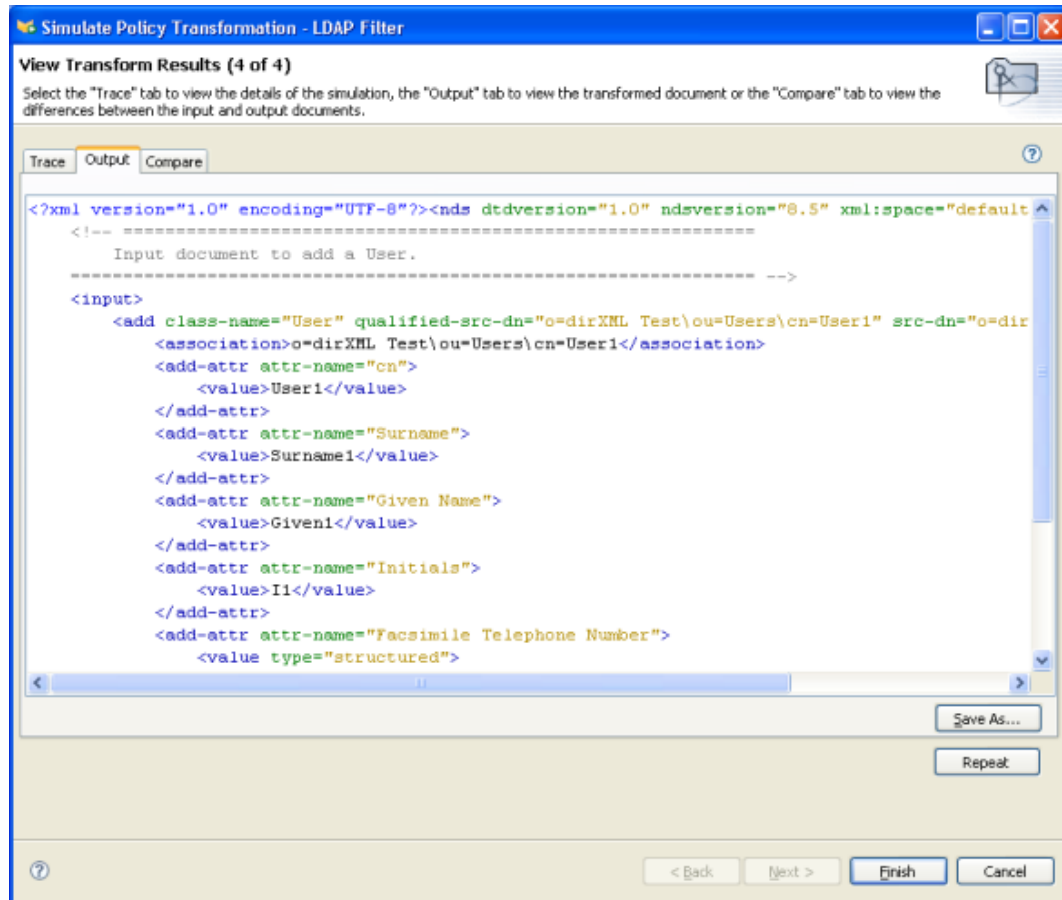 Simulate Policy Transformation - LDAP Filter
View Transform Results (4 of 4)
Select the "Trace" tab to view the details of the simulation, the "Output" tab to view the transformed document or the "Compare" tab to view the
differences between the input and output documents.
Trace Output Compare
<?xml version="1.0" encoding="UTF-8"?><nds dtdversion="1.0" ndsversion="8.5" xml:space="default
<!-- ============================================================
Input document to add a User.
================================================================= -->
<input>
<add class-name="User" qualified-src-dn="o=dirXML Test\ou=Users\cn=User1" src-dn="o=dir
<association>o=dirXML Test\ou=Users\cn=User1</association>
<add-attr attr-name="cn">
<value>User1</value>
</add-attr>
<add-attr attr-name="Surname">
<value>Surname1</value>
</add-attr>
<add-attr attr-name="Given Name">
<value>Given1</value>
</add-attr>
<add-attr attr-name="Initials">
<value>I1</value>
</add-attr>
<add-attr attr-name="Facsimile Telephone Number">
<value type="structured">
Save As...
Repeat
< Back Next > Finish Cancel